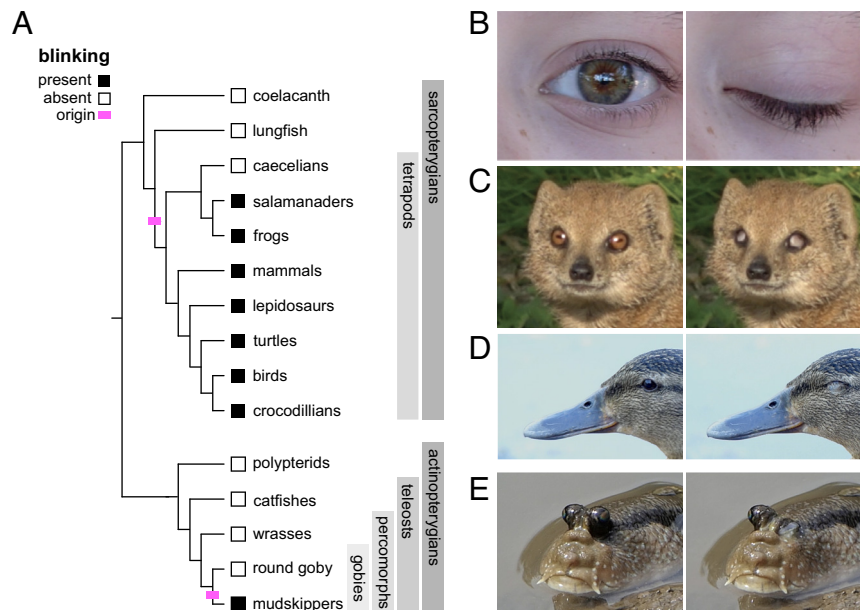 A
blinking
present
absent
origin
coelacanth
lungfish
caecelians
salamanaders
frogs
mammals
lepidosaurs
turtles
birds
crocodillians
polypterids
catfishes
wrasses
round goby
mudskippers
tetrapods
sarcopterygians
gobies
percomorphs
teleosts
actinopterygians
B
C
D
E